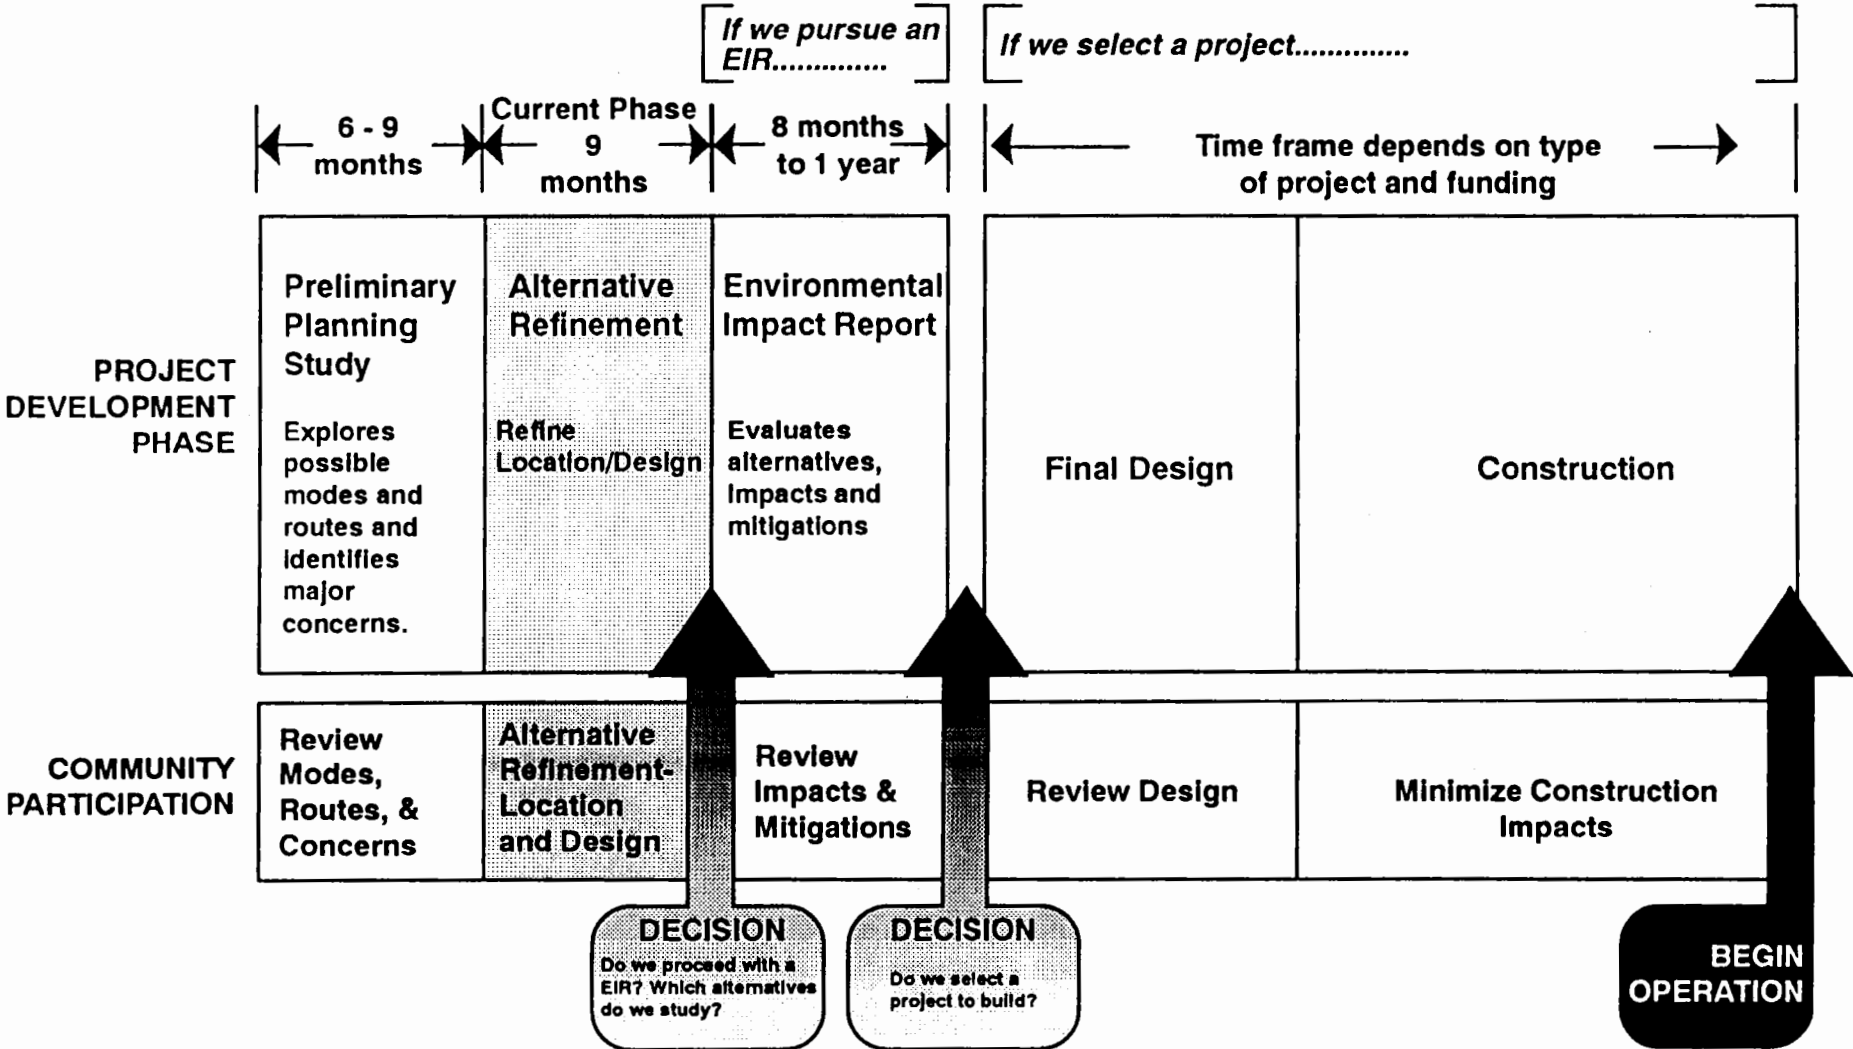 If we pursue an
EIR..............
If we select a project..............
6 - 9
months
Current Phase
9
months
8 months
to 1 year
Time frame depends on type
of project and funding
PROJECT
DEVELOPMENT
PHASE
Preliminary
Planning
Study
Explores
possible
modes and
routes and
identifies
major
concerns.
Alternative
Refinement
Refine
Location/Design
Environmental
Impact Report
Evaluates
alternatives,
impacts and
mitigations
Final Design
Construction
COMMUNITY
PARTICIPATION
Review
Modes,
Routes, &
Concerns
Alternative
Refinement-
Location
and Design
Review
Impacts &
Mitigations
Review Design
Minimize Construction
Impacts
DECISION
Do we proceed with a
EIR? Which alternatives
do we study?
DECISION
Do we select a
project to build?
BEGIN
OPERATION